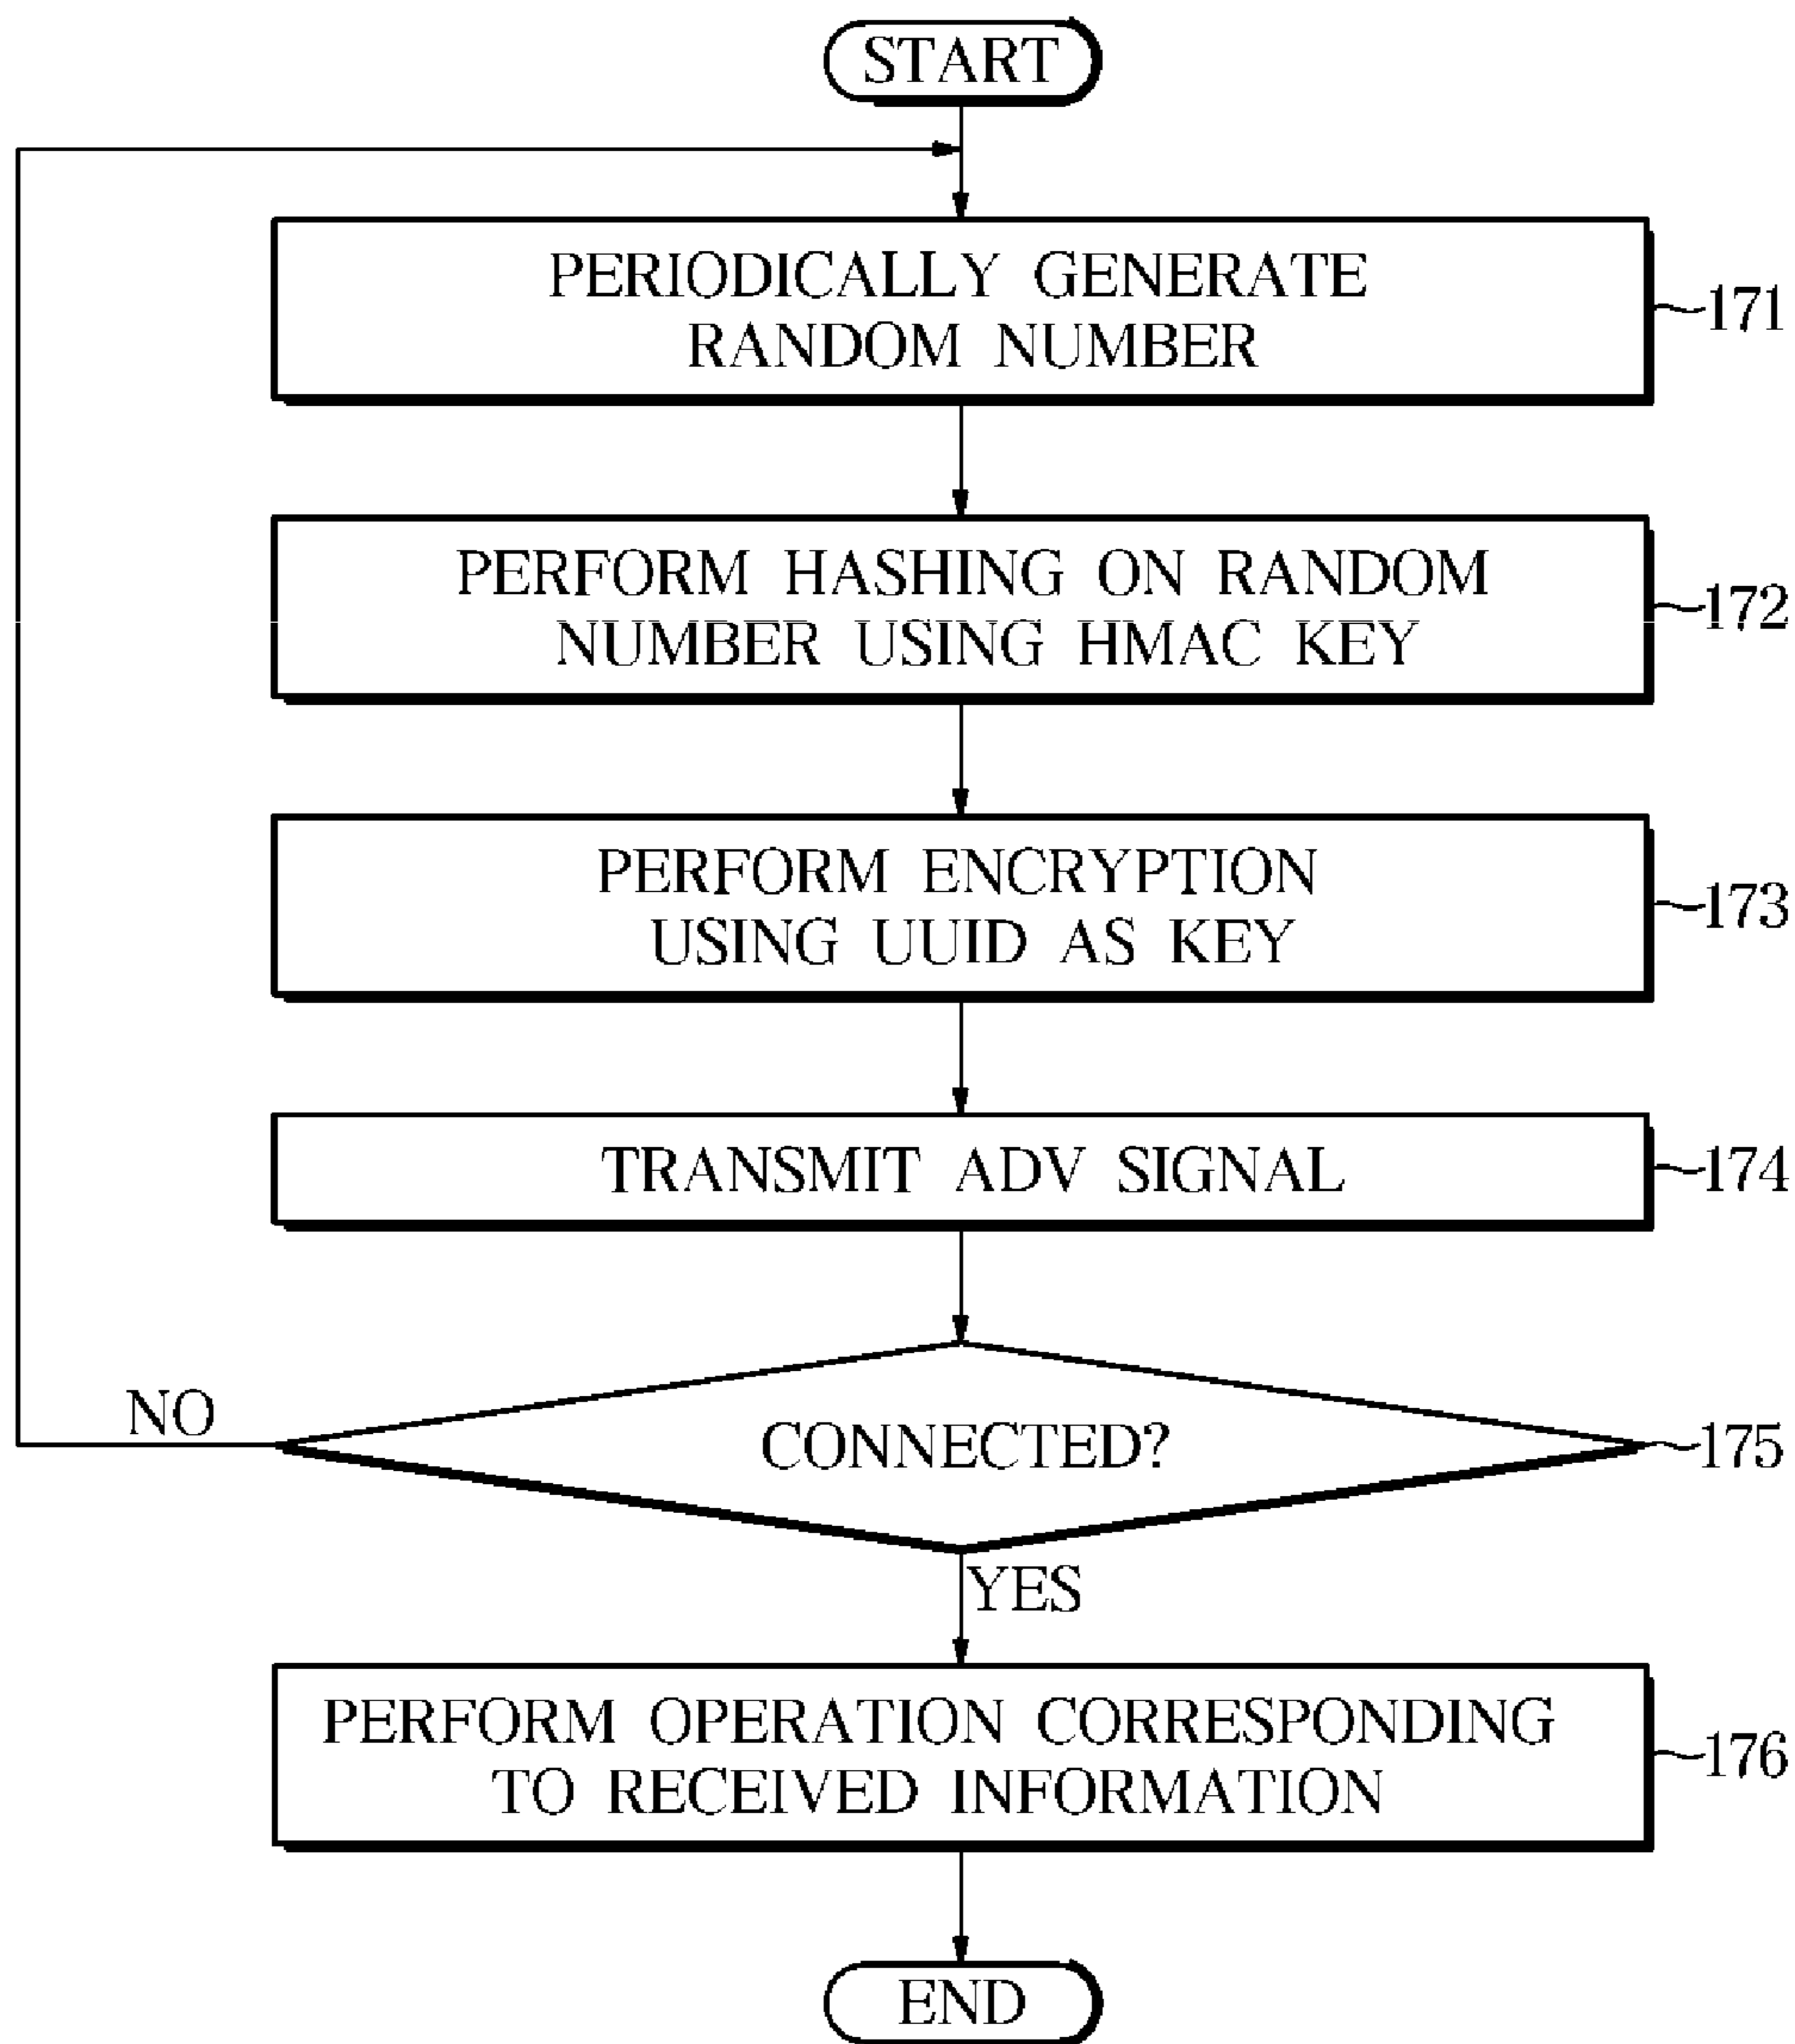 START
PERIODICALLY GENERATE
RANDOM NUMBER
171
PERFORM HASHING ON RANDOM
NUMBER USING HMAC KEY
172
PERFORM ENCRYPTION
USING UUID AS KEY
173
TRANSMIT ADV SIGNAL
174
NO
CONNECTED?
175
YES
PERFORM OPERATION CORRESPONDING
TO RECEIVED INFORMATION
176
END